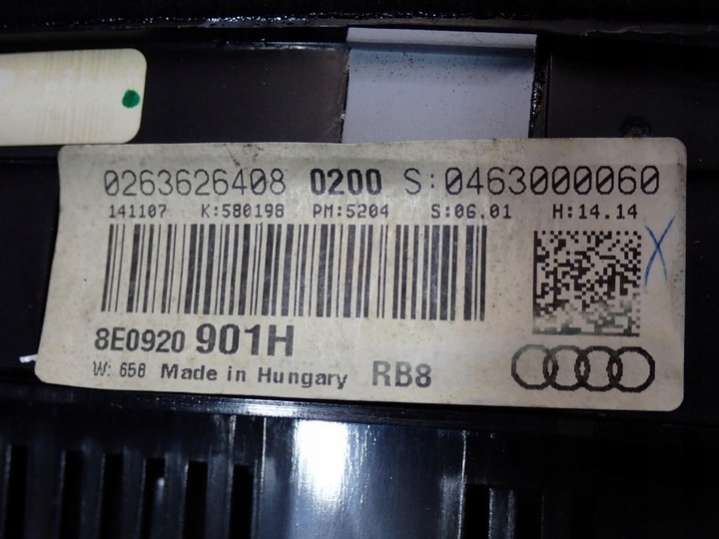 0263626408 0200 S:0463000060
141107 K:580198 PM:5204 S:06.01 H:14.14
8E0920 901H
W: 658 Made in Hungary RB8
X